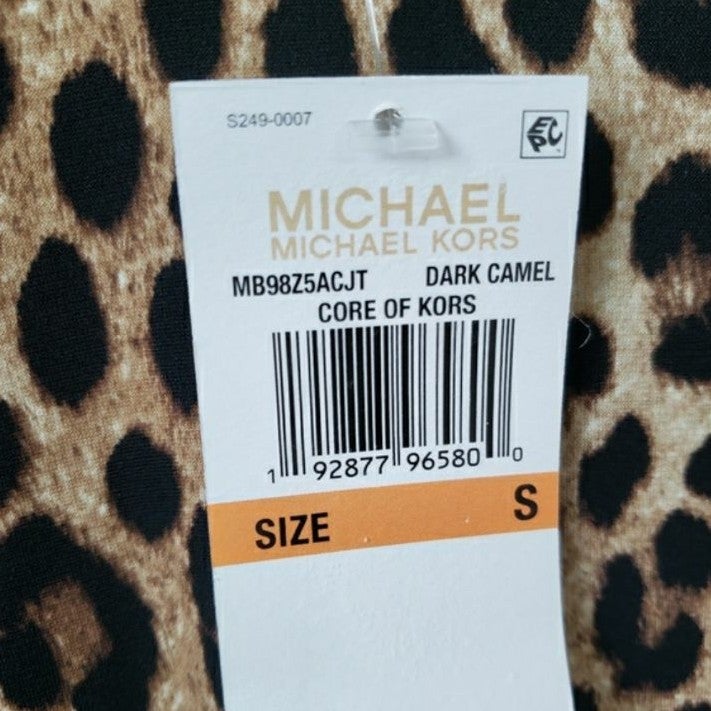 S249-0007
EPC
MICHAEL
MICHAEL KORS
MB98Z5ACJT DARK CAMEL
CORE OF KORS
1 92877 96580 0
SIZE S